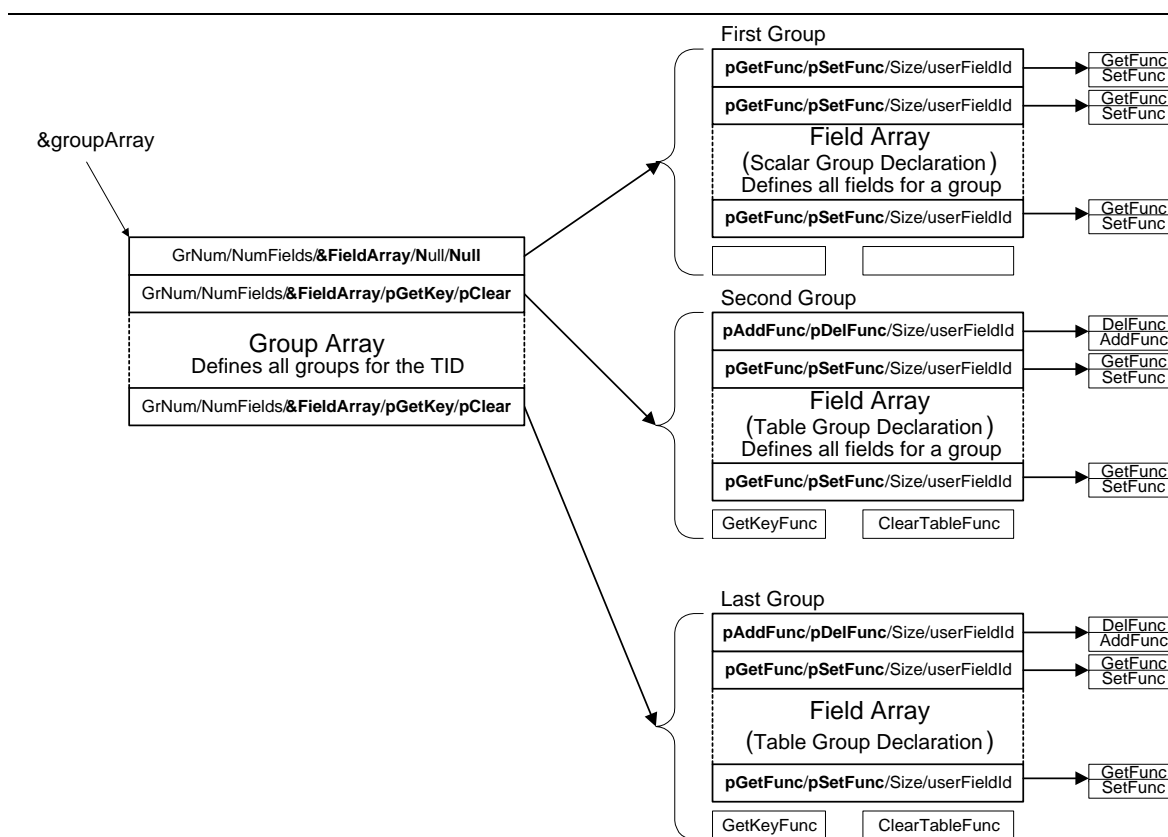 First Group
pGetFunc/pSetFunc/Size/userFieldId
GetFunc
SetFunc
pGetFunc/pSetFunc/Size/userFieldId
GetFunc
SetFunc
Field Array
(Scalar Group Declaration)
Defines all fields for a group
pGetFunc/pSetFunc/Size/userFieldId
GetFunc
SetFunc
&groupArray
GrNum/NumFields/&FieldArray/Null/Null
GrNum/NumFields/&FieldArray/pGetKey/pClear
Group Array
Defines all groups for the TID
GrNum/NumFields/&FieldArray/pGetKey/pClear
Second Group
pAddFunc/pDelFunc/Size/userFieldId
DelFunc
AddFunc
pGetFunc/pSetFunc/Size/userFieldId
GetFunc
SetFunc
Field Array
(Table Group Declaration)
Defines all fields for a group
pGetFunc/pSetFunc/Size/userFieldId
GetFunc
SetFunc
GetKeyFunc
ClearTableFunc
Last Group
pAddFunc/pDelFunc/Size/userFieldId
DelFunc
AddFunc
pGetFunc/pSetFunc/Size/userFieldId
GetFunc
SetFunc
Field Array
(Table Group Declaration)
pGetFunc/pSetFunc/Size/userFieldId
GetFunc
SetFunc
GetKeyFunc
ClearTableFunc